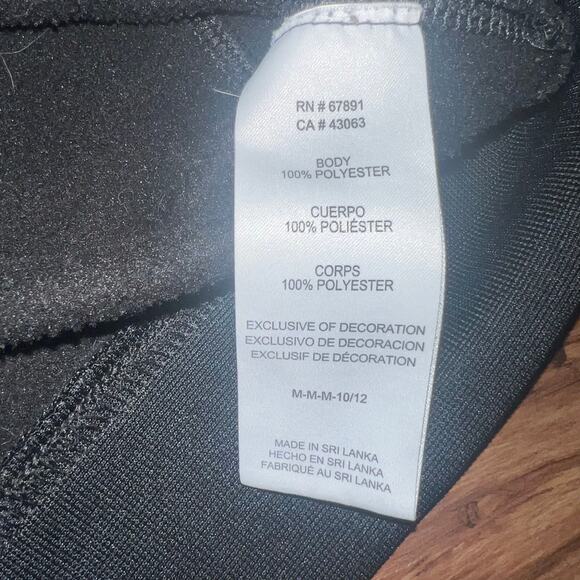 RN # 67891
CA # 43063
BODY
100% POLYESTER
CUERPO
100% POLIÉSTER
CORPS
100% POLYESTER
EXCLUSIVE OF DECORATION
EXCLUSIVO DE DECORACION
EXCLUSIF DE DÉCORATION
M-M-M-10/12
MADE IN SRI LANKA
HECHO EN SRI LANKA
FABRIQUÉ AU SRI LANKA